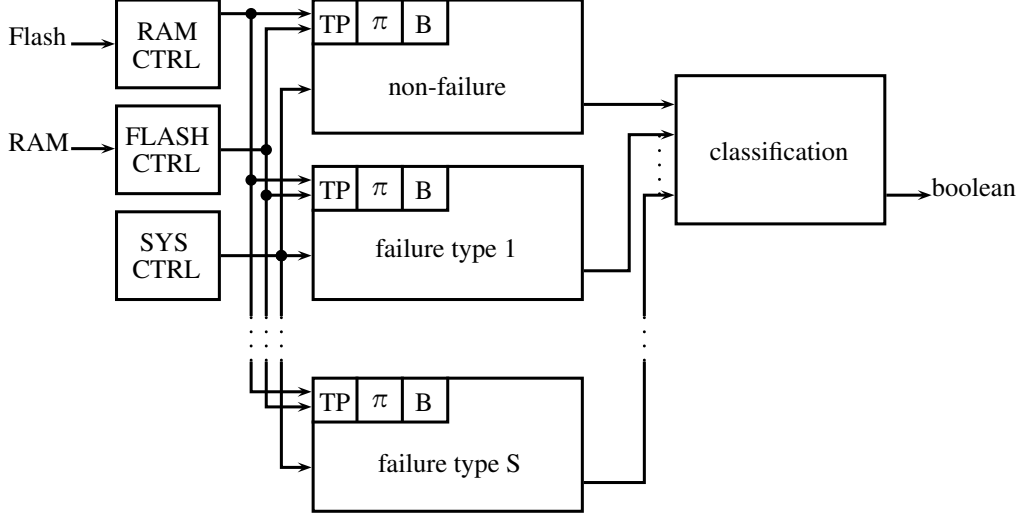 Flash
RAM
CTRL
TP π B
non-failure
RAM
FLASH
CTRL
TP π B
failure type 1
classification
boolean
SYS
CTRL
TP π B
failure type S